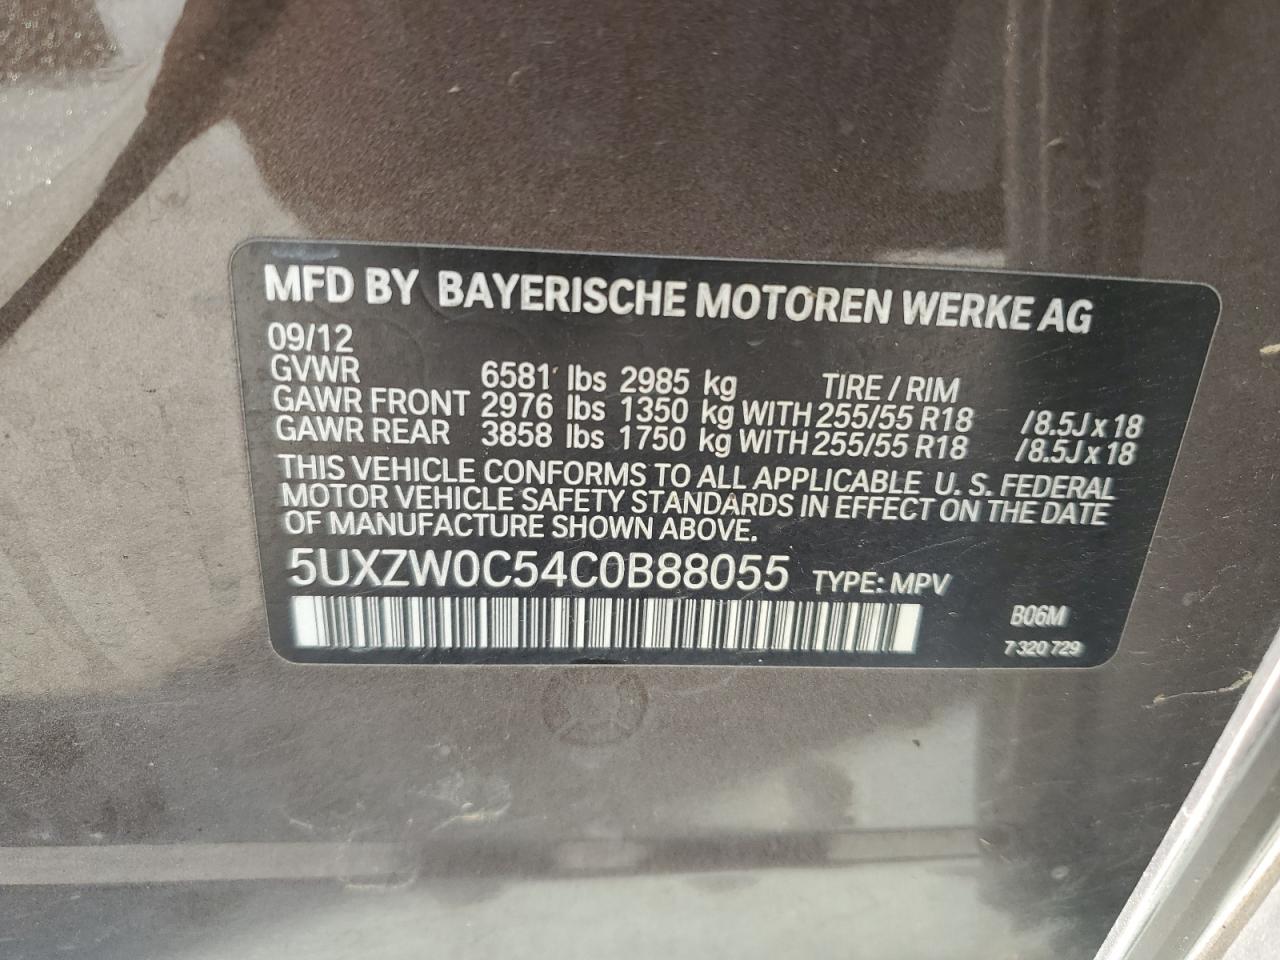 MFD BY BAYERISCHE MOTOREN WERKE AG
09/12
GVWR 6581 lbs 2985 kg TIRE / RIM
GAWR FRONT 2976 lbs 1350 kg WITH 255/55 R18 /8.5J x 18
GAWR REAR 3858 lbs 1750 kg WITH 255/55 R18 /8.5J x 18
THIS VEHICLE CONFORMS TO ALL APPLICABLE U. S. FEDERAL
MOTOR VEHICLE SAFETY STANDARDS IN EFFECT ON THE DATE
OF MANUFACTURE SHOWN ABOVE.
5UXZW0C54C0B88055 TYPE: MPV
B06M
7 320 729